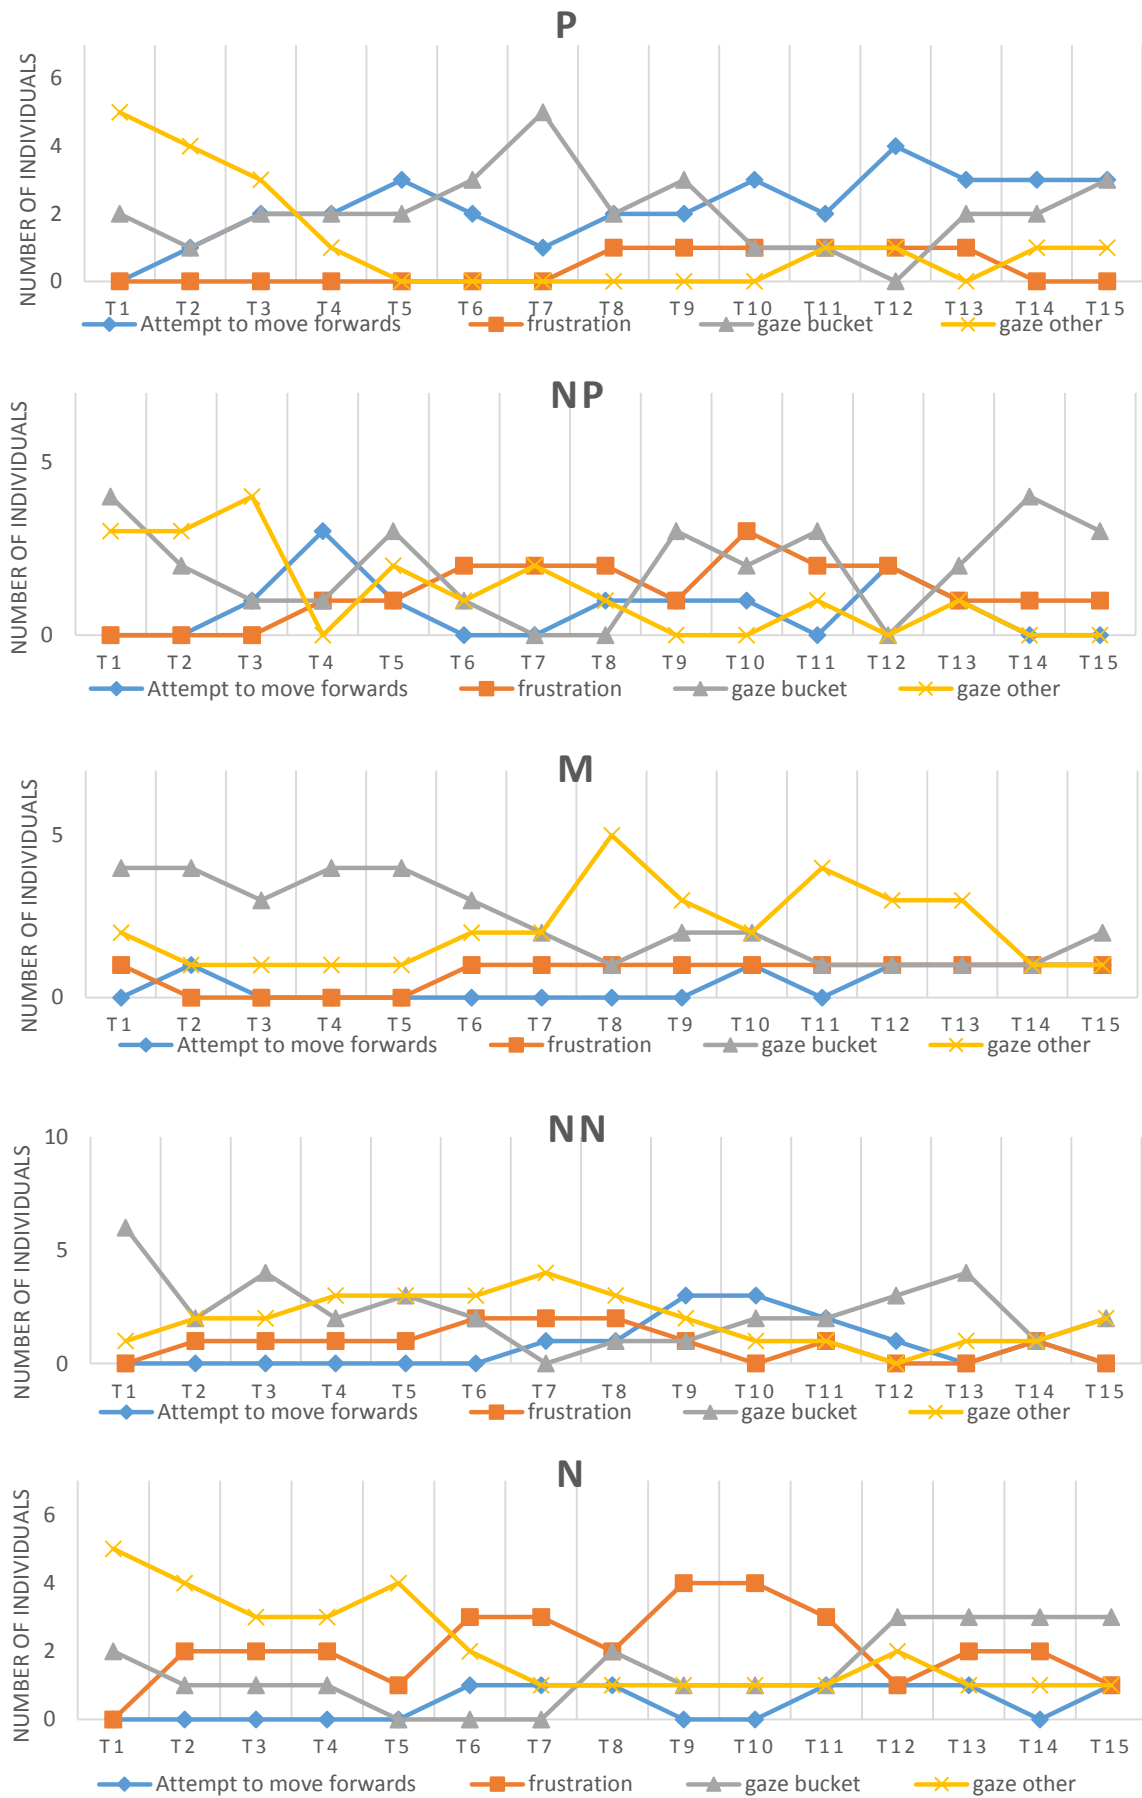 P
NUMBER OF INDIVIDUALS
6
4
2
0
T1 T2 T3 T4 T5 T6 T7 T8 T9 T10 T11 T12 T13 T14 T15
Attempt to move forwards frustration gaze bucket gaze other
NP
NUMBER OF INDIVIDUALS
5
0
T1 T2 T3 T4 T5 T6 T7 T8 T9 T10 T11 T12 T13 T14 T15
Attempt to move forwards frustration gaze bucket gaze other
M
NUMBER OF INDIVIDUALS
5
0
T1 T2 T3 T4 T5 T6 T7 T8 T9 T10 T11 T12 T13 T14 T15
Attempt to move forwards frustration gaze bucket gaze other
NN
NUMBER OF INDIVIDUALS
10
5
0
T1 T2 T3 T4 T5 T6 T7 T8 T9 T10 T11 T12 T13 T14 T15
Attempt to move forwards frustration gaze bucket gaze other
N
NUMBER OF INDIVIDUALS
6
4
2
0
T1 T2 T3 T4 T5 T6 T7 T8 T9 T10 T11 T12 T13 T14 T15
Attempt to move forwards frustration gaze bucket gaze other